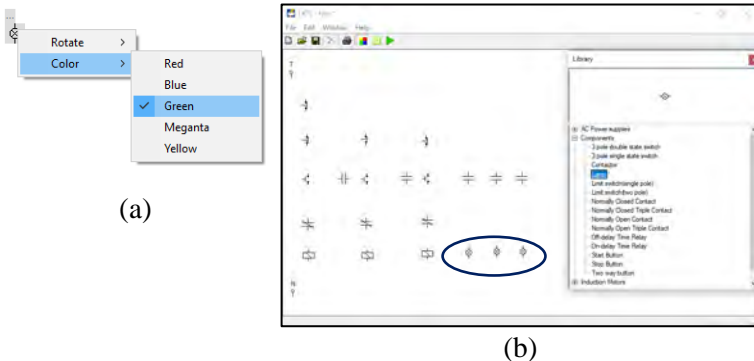 ...
Rotate >
Color >
Red
Blue
Green
Meganta
Yellow
(a)
File Edit Window Help
Library
T
N
AC Power suppliers
Components
3 pole double state switch
3 pole single state switch
Contactor
Lamp
Limit switch(single pole)
Limit switch(two pole)
Normally Closed Contact
Normally Closed Triple Contact
Normally Open Contact
Normally Open Triple Contact
Off-delay Time Relay
On-delay Time Relay
Start Button
Stop Button
Two way button
Induction Motors
(b)